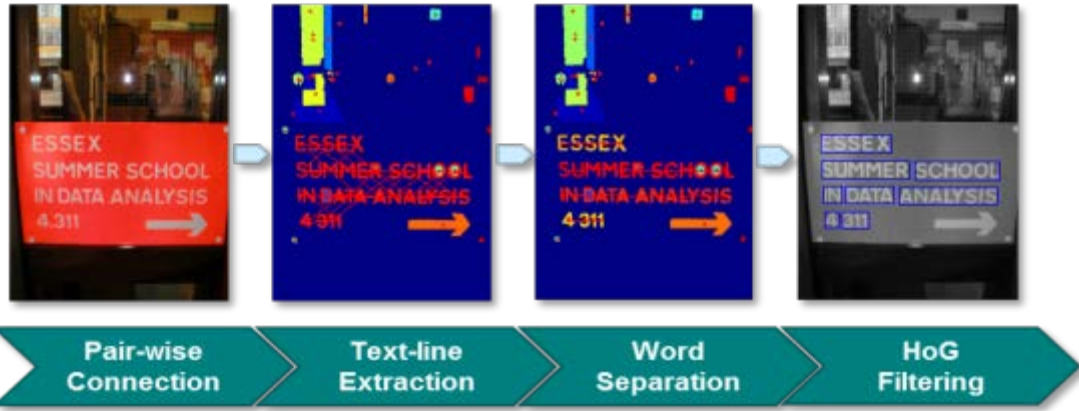 ESSEX
SUMMER SCHOOL
IN DATA ANALYSIS
4.311
ESSEX
SUMMER SCHOOL
IN DATA ANALYSIS
4 311
ESSEX
SUMMER SCHOOL
IN DATA ANALYSIS
4 311
ESSEX
SUMMER SCHOOL
IN DATA ANALYSIS
4 311
Pair-wise
Connection
Text-line
Extraction
Word
Separation
HoG
Filtering